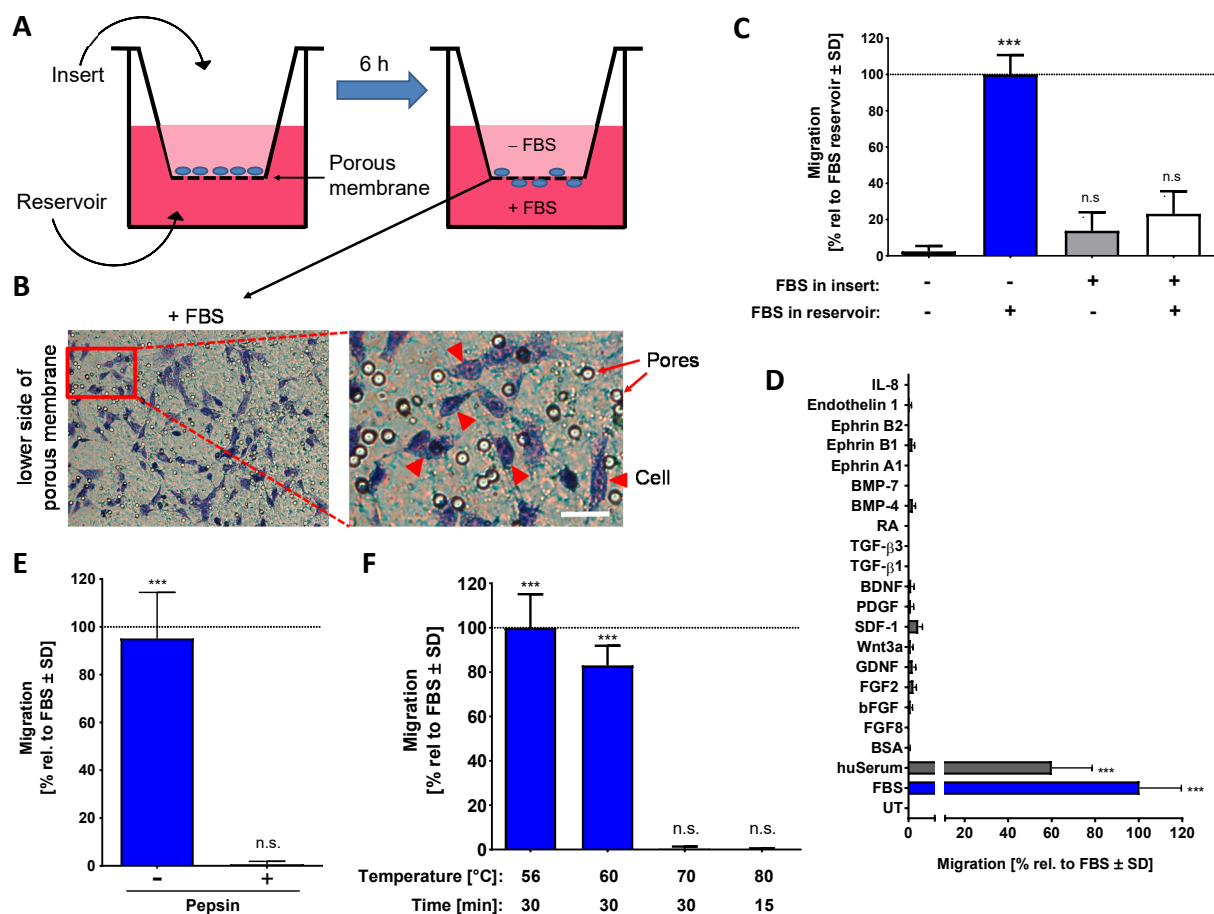 A
Insert
Reservoir
6 h
Porous
membrane
– FBS
+ FBS
B
+ FBS
lower side of
porous membrane
Pores
Cell
C
Migration
[% rel to FBS reservoir ± SD]
120
100
80
60
40
20
0
***
n.s
n.s
FBS in insert: - - + +
FBS in reservoir: - + - +
D
IL-8
Endothelin 1
Ephrin B2
Ephrin B1
Ephrin A1
BMP-7
BMP-4
RA
TGF-β3
TGF-β1
BDNF
PDGF
SDF-1
Wnt3a
GDNF
FGF2
bFGF
FGF8
BSA
huSerum
FBS
UT
***
***
0 20 40 60 80 100 120
Migration [% rel. to FBS ± SD]
E
Migration
[% rel. to FBS ± SD]
120
100
80
60
40
20
0
***
n.s.
- +
Pepsin
F
Migration
[% rel to FBS ± SD]
120
100
80
60
40
20
0
***
***
n.s.
n.s.
Temperature [°C]: 56 60 70 80
Time [min]: 30 30 30 15